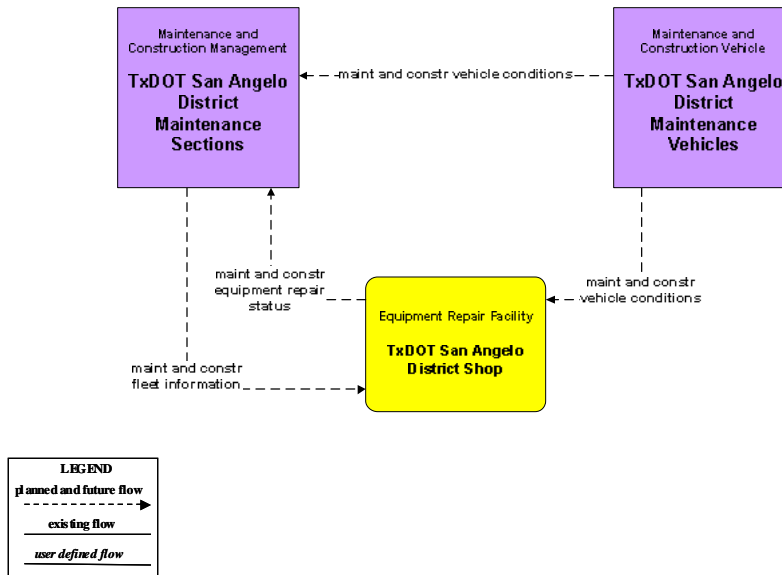 Maintenance and
Construction Management
TxDOT San Angelo
District
Maintenance
Sections
Maintenance and
Construction Vehicle
TxDOT San Angelo
District
Maintenance
Vehicles
maint and constr vehicle conditions
maint and constr
equipment repair
status
maint and constr
vehicle conditions
Equipment Repair Facility
TxDOT San Angelo
District Shop
maint and constr
fleet information
LEGEND
planned and future flow
existing flow
user defined flow